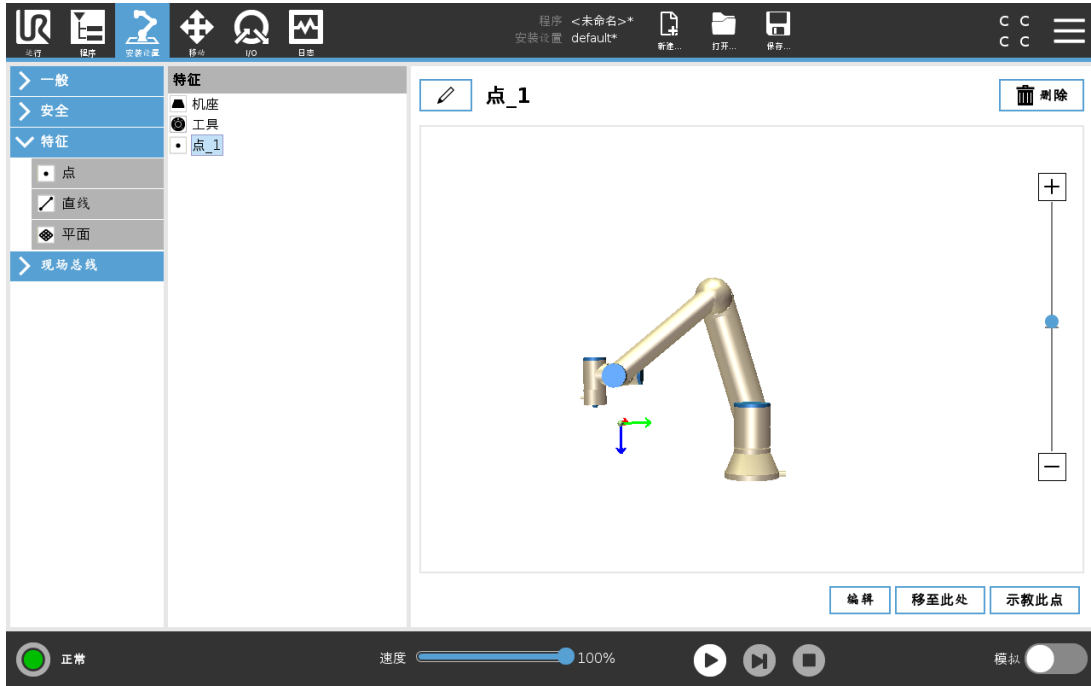 UR
运行
程序
安装设置
移动
I/O
日志
程序 <未命名>*
安装设置 default*
新建...
打开...
保存...
C C
C C
一般
安全
特征
点
直线
平面
现场总线
特征
机座
工具
点_1
点_1
删除
编辑
移至此处
示教此点
正常
速度
100%
模拟